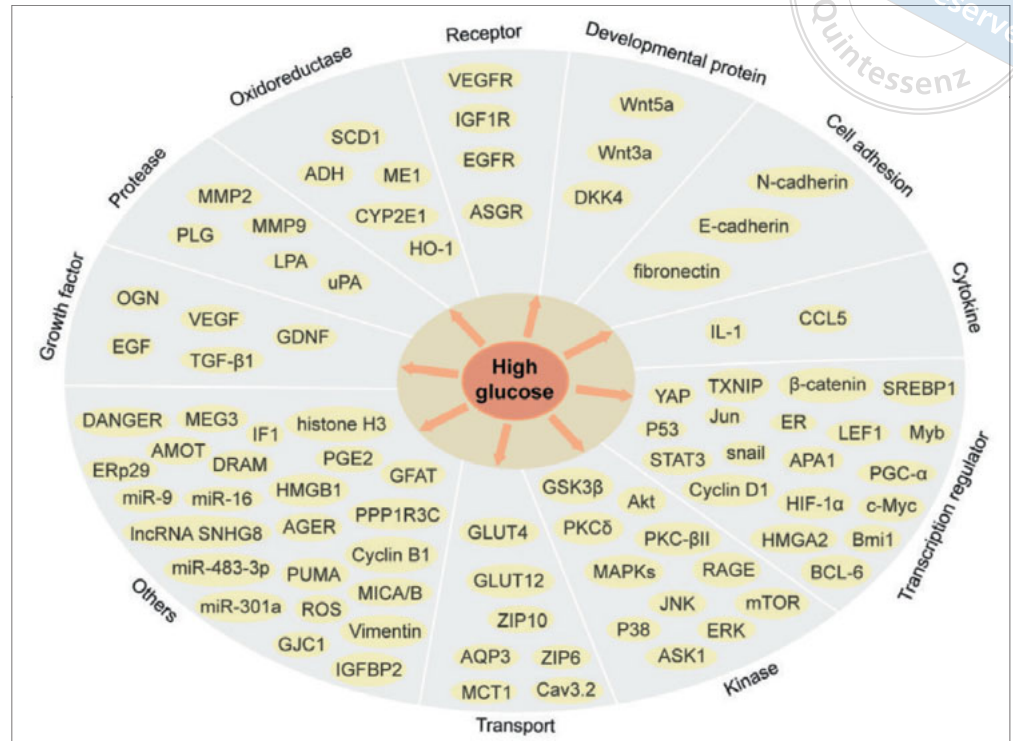 Quintessenz
Receptor
VEGFR
IGF1R
EGFR
ASGR
Developmental protein
Wnt5a
Wnt3a
DKK4
Cell adhesion
N-cadherin
E-cadherin
fibronectin
Cytokine
CCL5
IL-1
Transcription regulator
YAP
TXNIP
β-catenin
SREBP1
Jun
P53
ER
LEF1
Myb
STAT3
snail
APA1
PGC-α
Cyclin D1
HIF-1α
c-Myc
HMGA2
Bmi1
BCL-6
Kinase
GSK3β
Akt
PKCδ
PKC-βII
MAPKs
RAGE
JNK
mTOR
P38
ERK
ASK1
Transport
GLUT4
GLUT12
ZIP10
AQP3
ZIP6
MCT1
Cav3.2
Others
DANGER
MEG3
IF1
histone H3
AMOT
ERp29
DRAM
PGE2
GFAT
miR-9
miR-16
HMGB1
lncRNA SNHG8
AGER
PPP1R3C
miR-483-3p
PUMA
Cyclin B1
MICA/B
miR-301a
ROS
Vimentin
GJC1
IGFBP2
Growth factor
OGN
VEGF
GDNF
EGF
TGF-β1
Protease
MMP2
MMP9
PLG
LPA
uPA
Oxidoreductase
SCD1
ADH
ME1
CYP2E1
HO-1
High
glucose